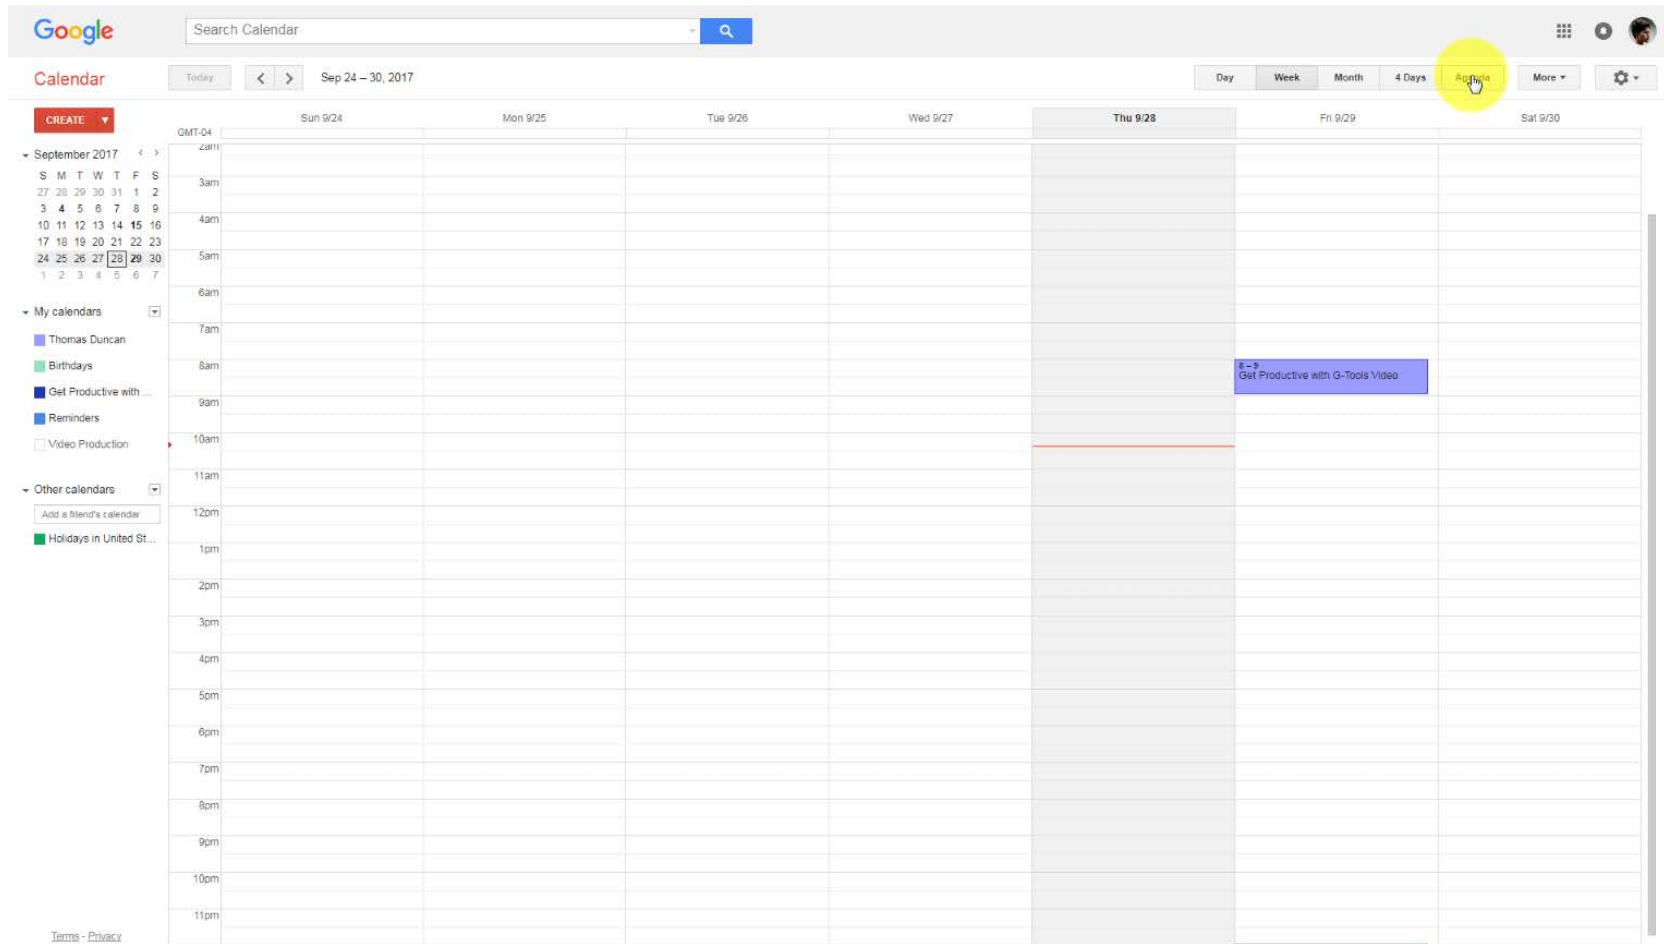 Google
Search Calendar
Calendar
Today
Sep 24 – 30, 2017
Day Week Month 4 Days Agenda More
CREATE
GMT-04
Sun 9/24 Mon 9/25 Tue 9/26 Wed 9/27 Thu 9/28 Fri 9/29 Sat 9/30
September 2017
S M T W T F S
27 28 29 30 31 1 2
3 4 5 6 7 8 9
10 11 12 13 14 15 16
17 18 19 20 21 22 23
24 25 26 27 28 29 30
1 2 3 4 5 6 7
My calendars
Thomas Duncan
Birthdays
Get Productive with ...
Reminders
Video Production
Other calendars
Add a friend's calendar
Holidays in United St...
2am
3am
4am
5am
6am
7am
8am
8 – 9
Get Productive with G-Tools Video
9am
10am
11am
12pm
1pm
2pm
3pm
4pm
5pm
6pm
7pm
8pm
9pm
10pm
11pm
Terms - Privacy